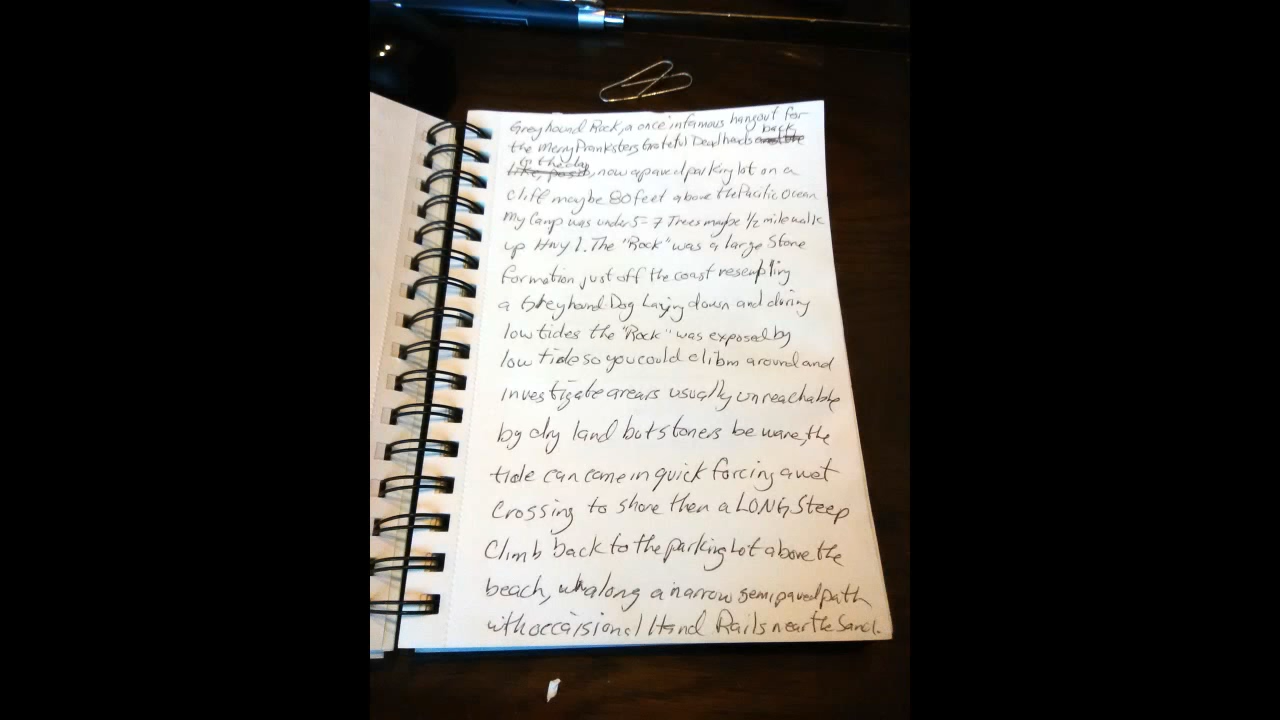 Greyhound Rock, a once infamous hangout for
the Merry Pranksters, Grateful Deadheads back
in the day, now a paved parking lot on a
cliff maybe 80 feet above the Pacific Ocean
My Camp was under 5-7 Trees maybe 1/2 mile walk
up Hwy 1. The "Rock" was a large Stone
formation just off the coast resembling
a Greyhound Dog Laying down and during
low tides the "Rock" was exposed by
low tide so you could clibm around and
investigate arears usually unreachable
by dry land but stoners be ware, the
tide can come in quick forcing a wet
Crossing to shore then a LONG, Steep
Climb back to the parking lot above the
beach, along a narrow semi paved path
with occaisional Hand Rails near the Sand.